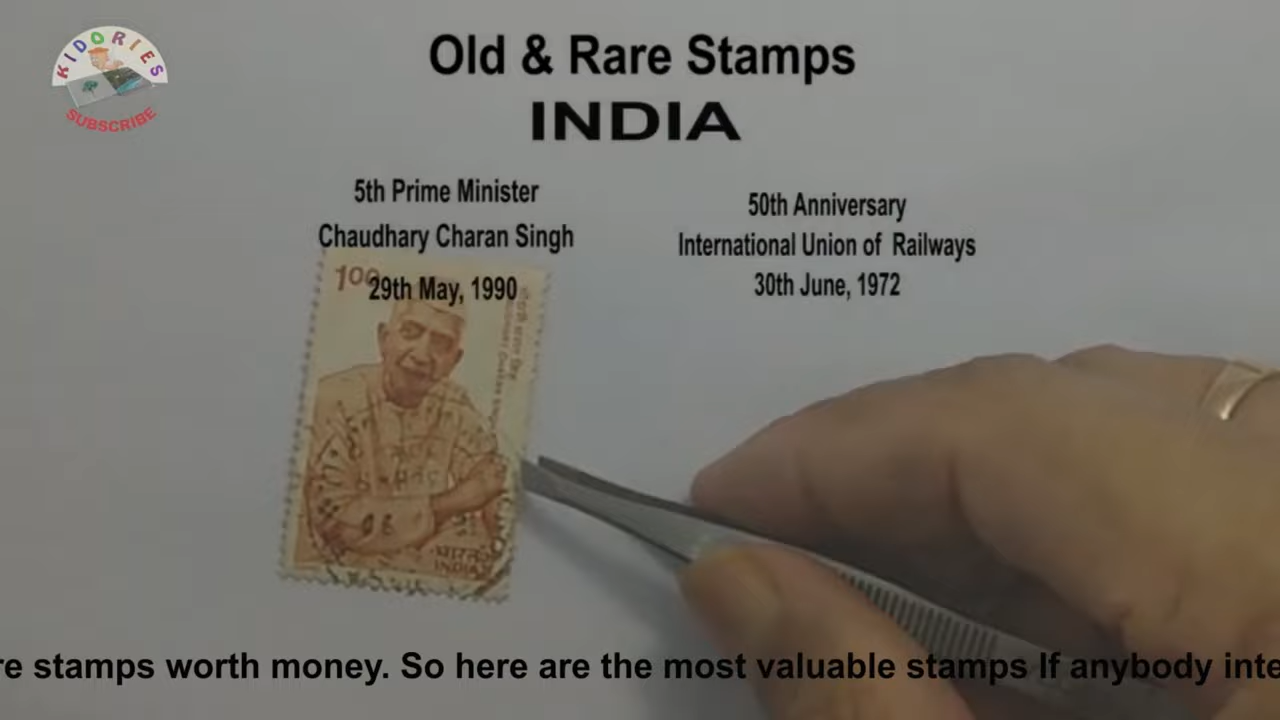 KIDORIES
SUBSCRIBE
Old & Rare Stamps
INDIA
5th Prime Minister
Chaudhary Charan Singh
29th May, 1990
50th Anniversary
International Union of Railways
30th June, 1972
100
INDIA
re stamps worth money. So here are the most valuable stamps If anybody inte